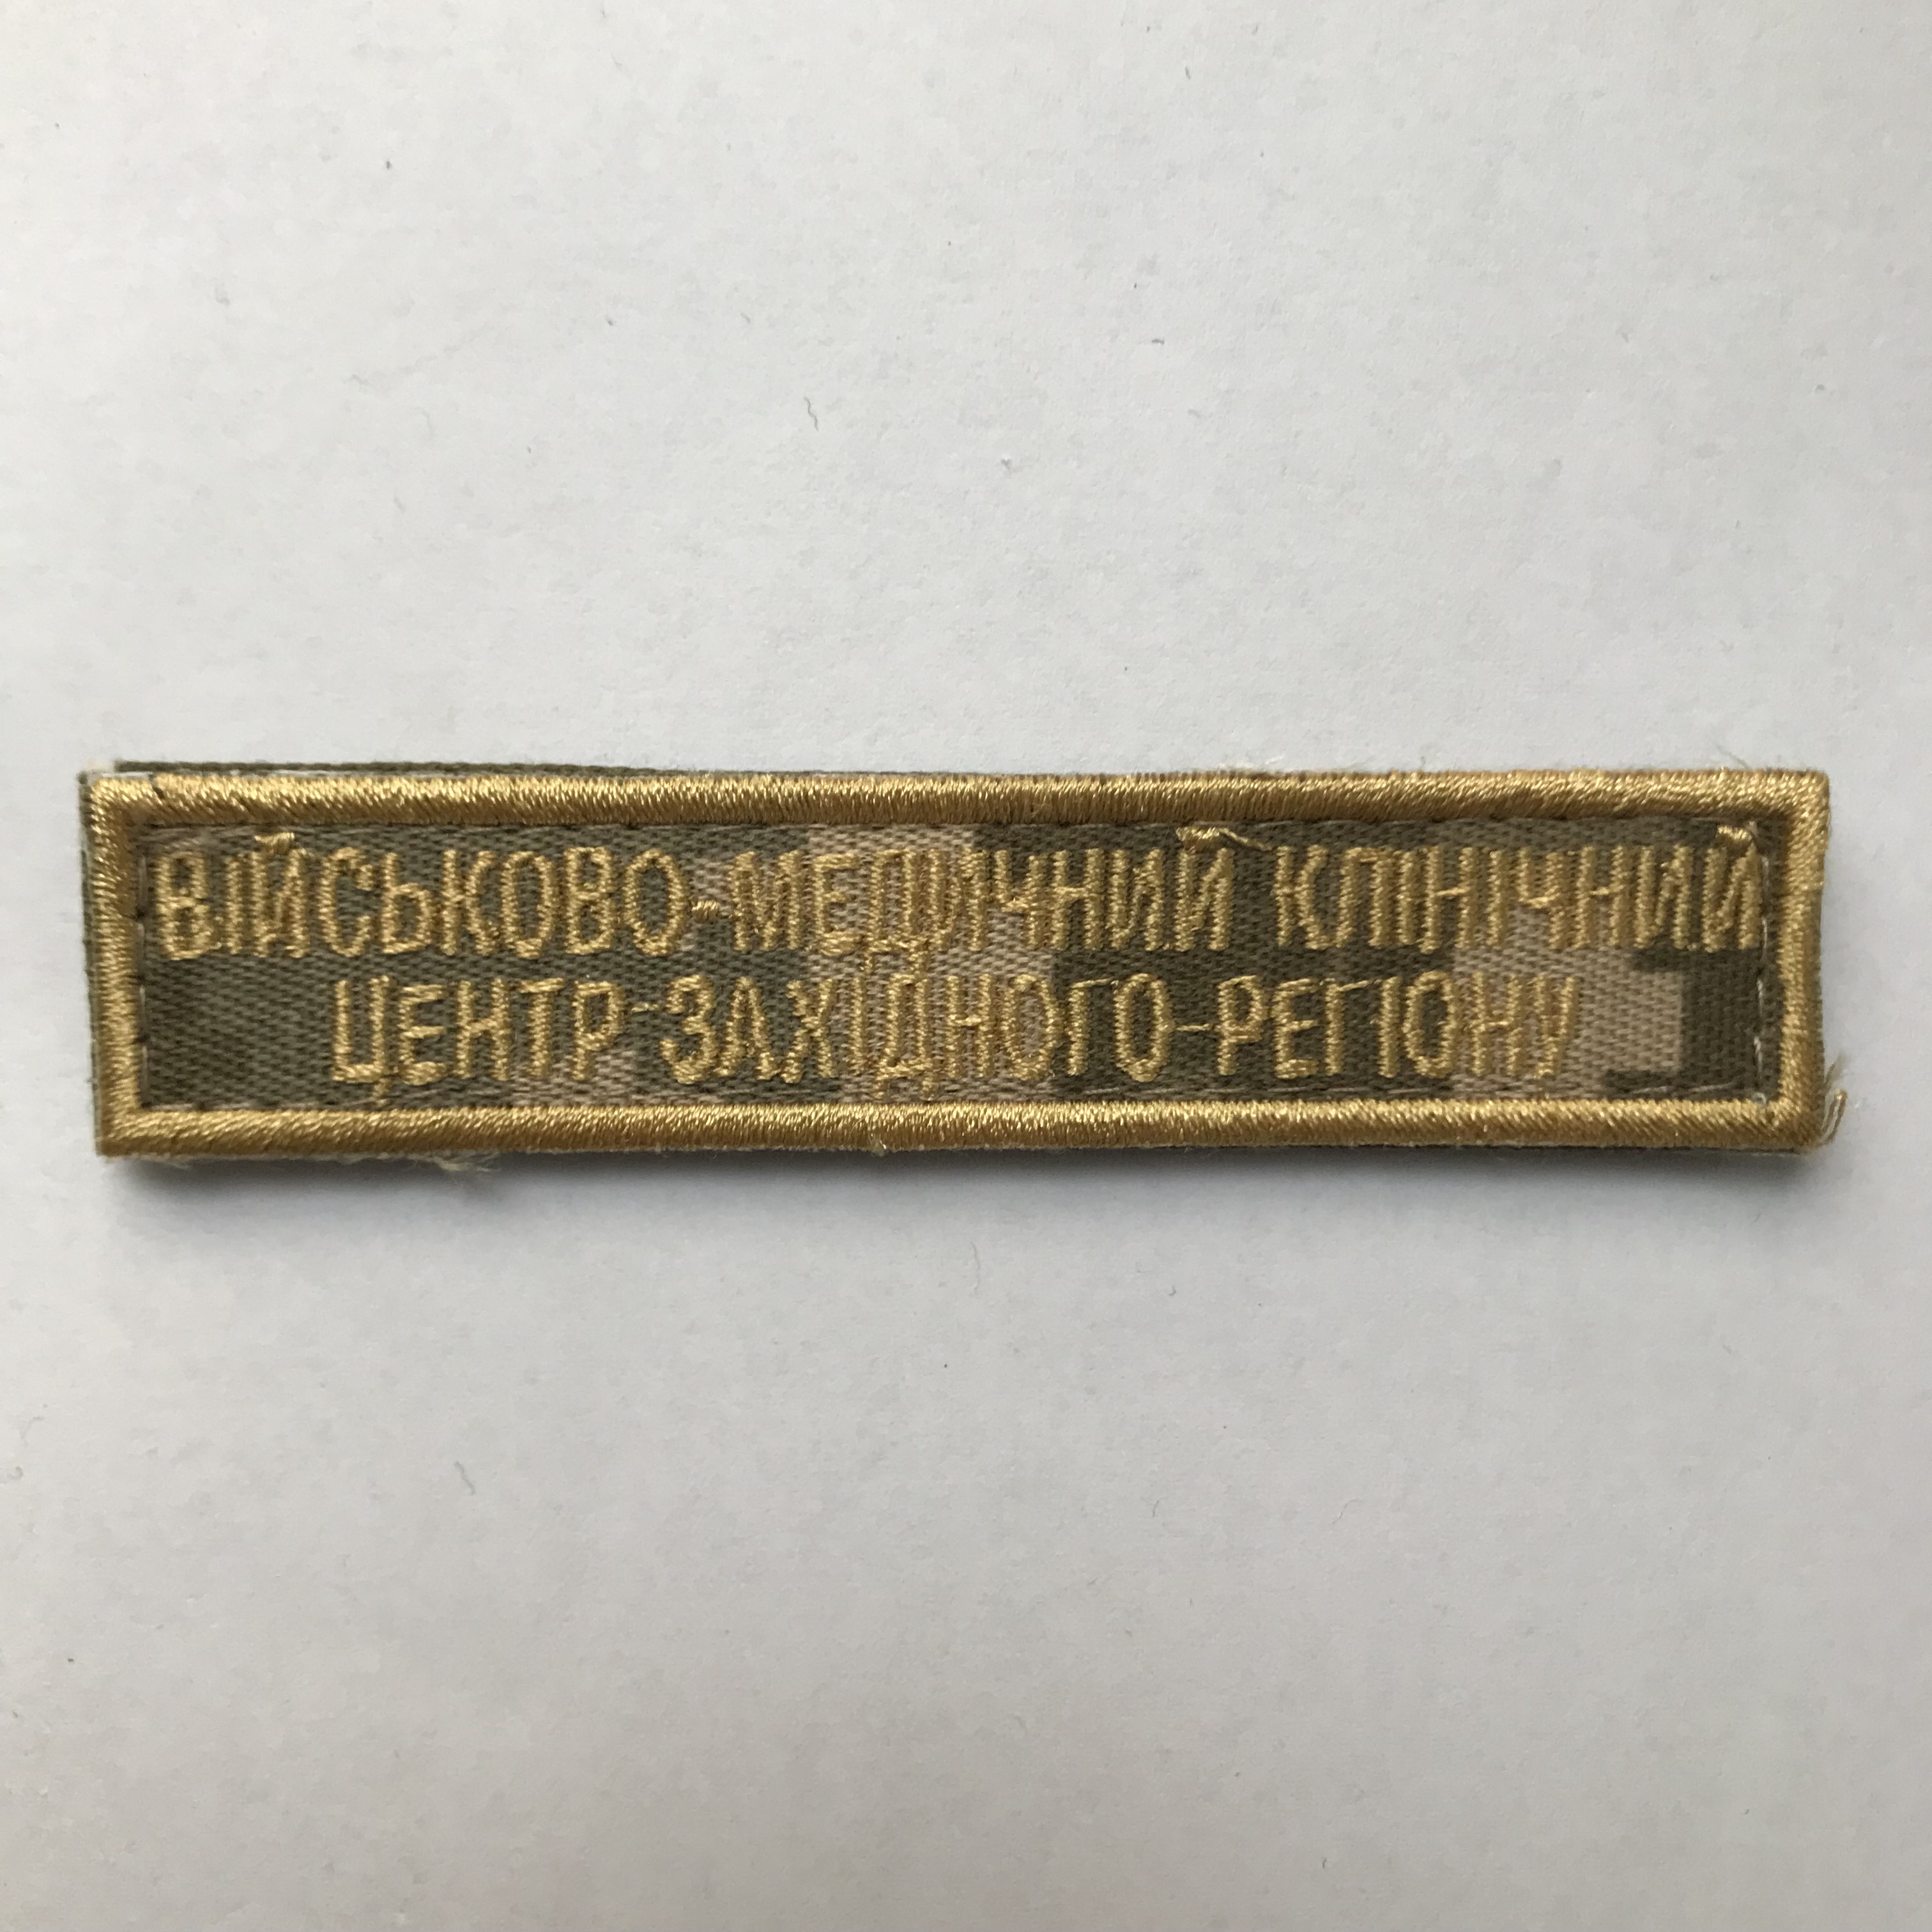 ВІЙСЬКОВО-МЕДИЧНИЙ КЛІНІЧНИЙ
ЦЕНТР ЗАХІДНОГО РЕГІОНУ